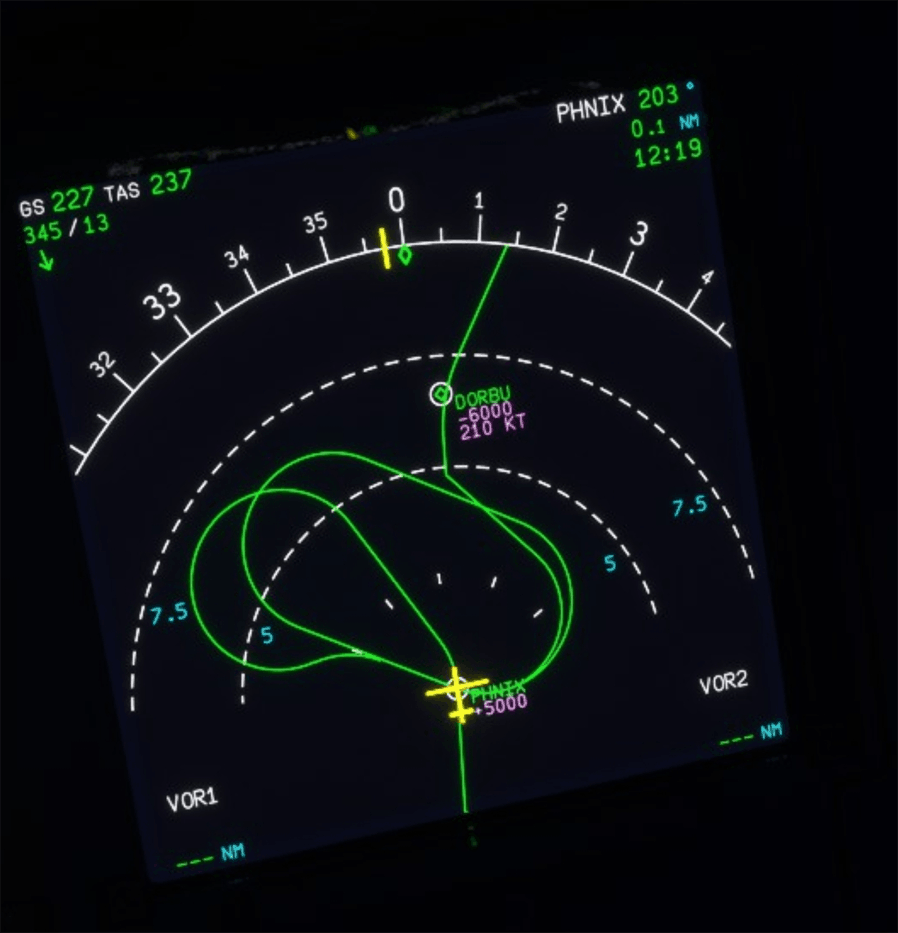 PHNIX 203°
0.1 NM
12:19
GS 227 TAS 237
345/13
32
33
34
35
0
1
2
3
4
DORBU
-6000
210 KT
7.5
5
7.5
5
PHNIX
+5000
VOR1
--- NM
VOR2
--- NM